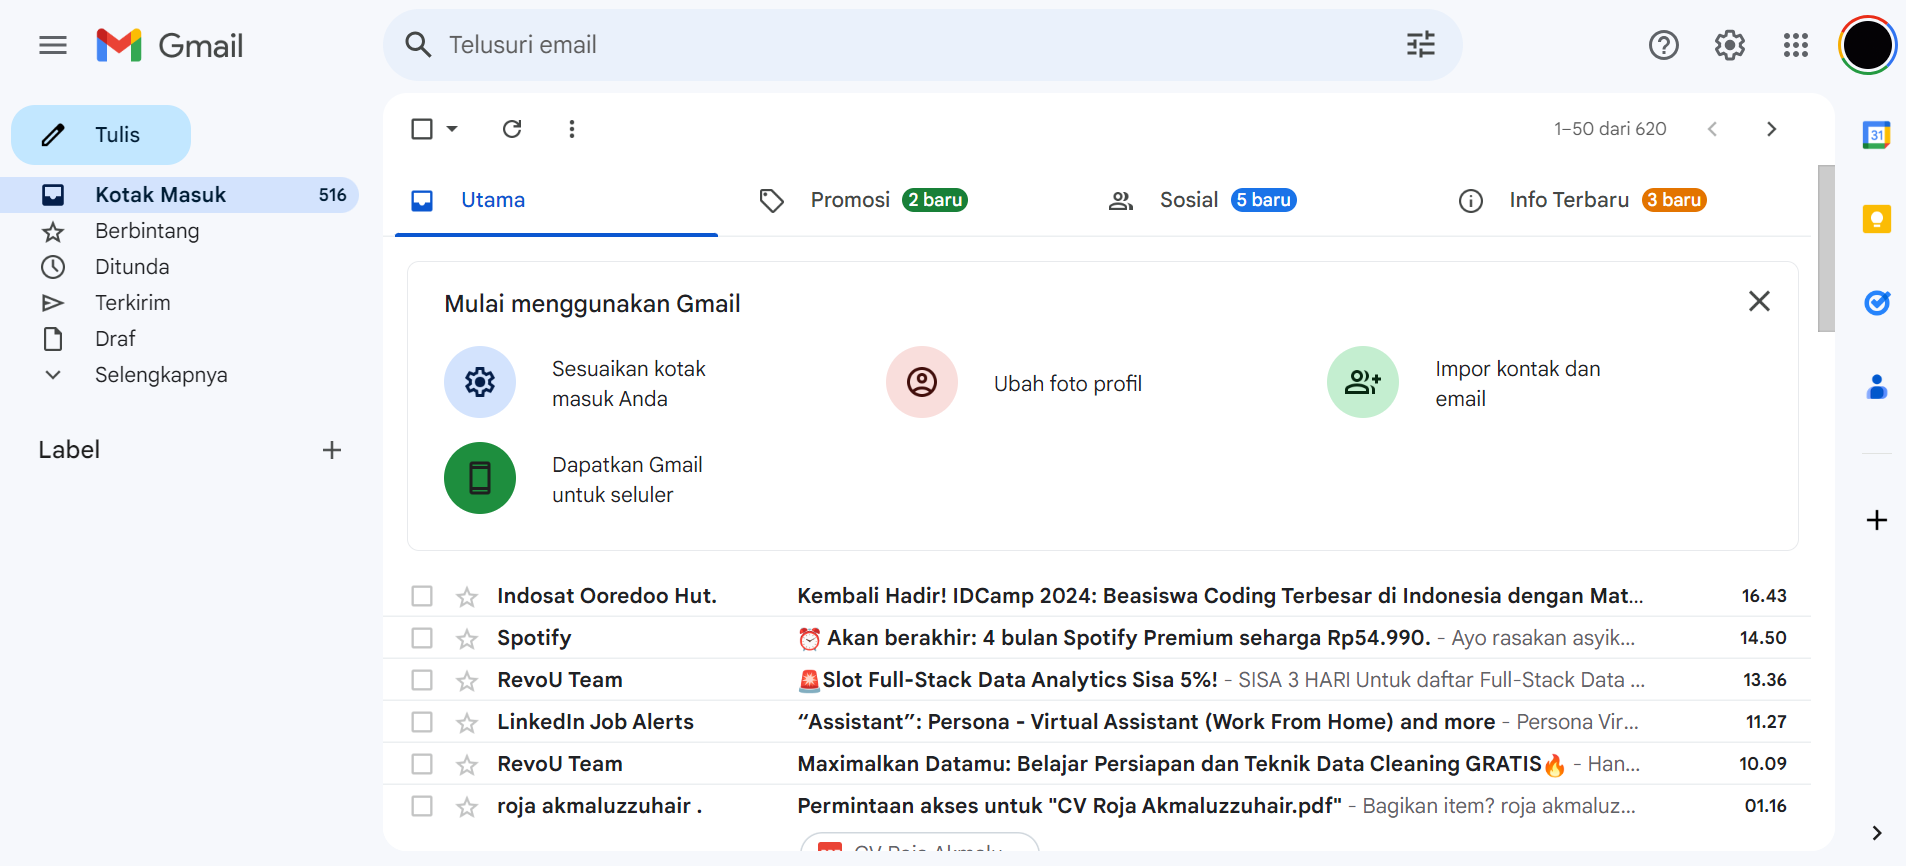 Gmail
Telusuri email
Tulis
Kotak Masuk 516
Berbintang
Ditunda
Terkirim
Draf
Selengkapnya
Label
1–50 dari 620
Utama
Promosi 2 baru
Sosial 5 baru
Info Terbaru 3 baru
Mulai menggunakan Gmail
Sesuaikan kotak
masuk Anda
Ubah foto profil
Impor kontak dan
email
Dapatkan Gmail
untuk seluler
Indosat Ooredoo Hut. Kembali Hadir! IDCamp 2024: Beasiswa Coding Terbesar di Indonesia dengan Mat... 16.43
Spotify ⏰ Akan berakhir: 4 bulan Spotify Premium seharga Rp54.990. - Ayo rasakan asyik... 14.50
RevoU Team 🚨Slot Full-Stack Data Analytics Sisa 5%! - SISA 3 HARI Untuk daftar Full-Stack Data ... 13.36
LinkedIn Job Alerts “Assistant”: Persona - Virtual Assistant (Work From Home) and more - Persona Vir... 11.27
RevoU Team Maximalkan Datamu: Belajar Persiapan dan Teknik Data Cleaning GRATIS🔥 - Han... 10.09
roja akmaluzzuhair . Permintaan akses untuk "CV Roja Akmaluzzuhair.pdf" - Bagikan item? roja akmaluz... 01.16
CV Roja Akmalu...
31